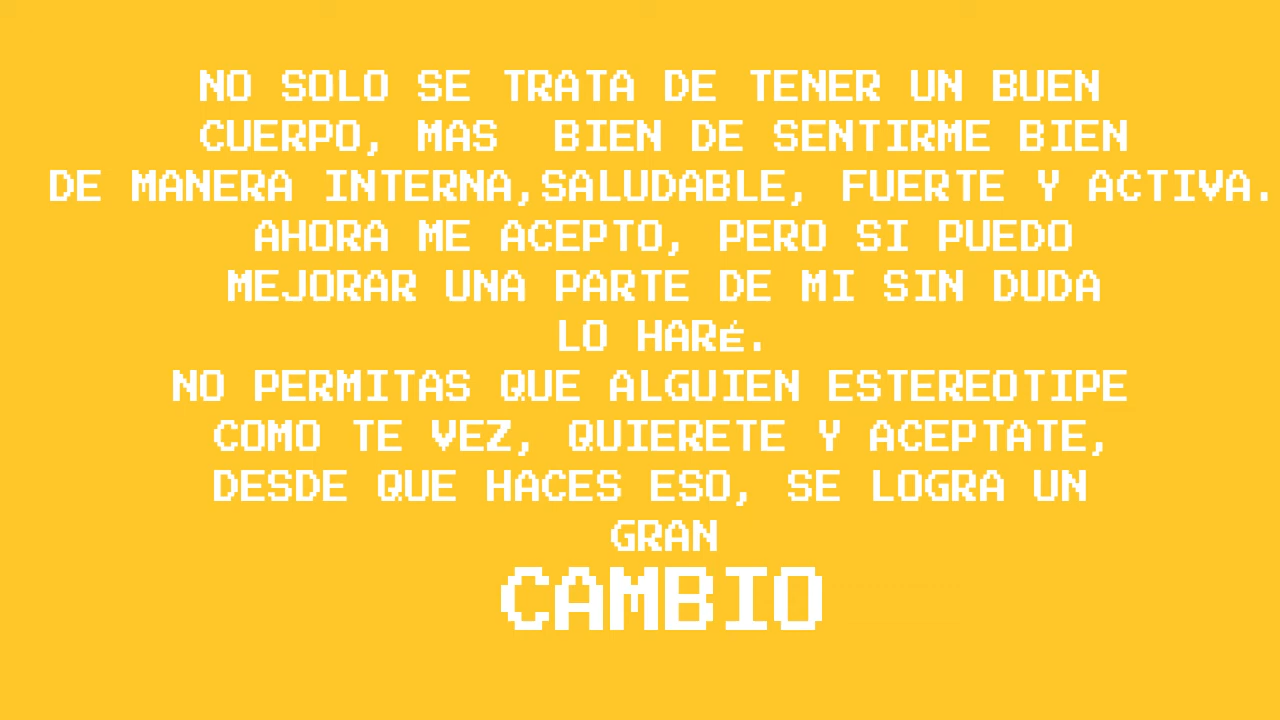 NO SOLO SE TRATA DE TENER UN BUEN
CUERPO, MAS  BIEN DE SENTIRME BIEN
DE MANERA INTERNA,SALUDABLE, FUERTE Y ACTIVA.
AHORA ME ACEPTO, PERO SI PUEDO
MEJORAR UNA PARTE DE MI SIN DUDA
LO HARé.
NO PERMITAS QUE ALGUIEN ESTEREOTIPE
COMO TE VEZ, QUIERETE Y ACEPTATE,
DESDE QUE HACES ESO, SE LOGRA UN
GRAN
CAMBIO